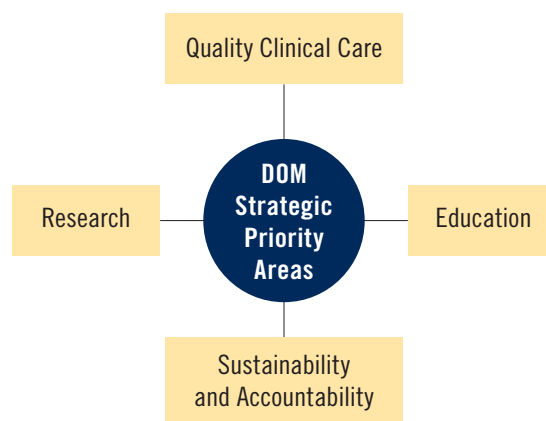 Quality Clinical Care
DOM
Strategic
Priority
Areas
Research
Education
Sustainability
and Accountability